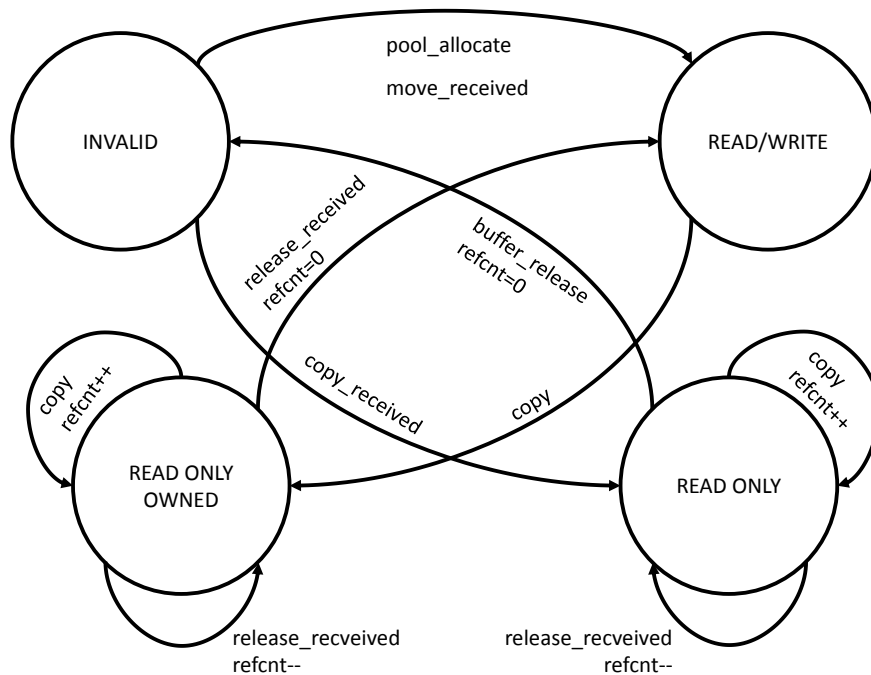 pool_allocate
move_received
INVALID
READ/WRITE
release_received
refcnt=0
buffer_release
refcnt=0
copy_received
copy
copy
refcnt++
copy
refcnt++
READ ONLY
OWNED
READ ONLY
release_recveived
refcnt--
release_recveived
refcnt--